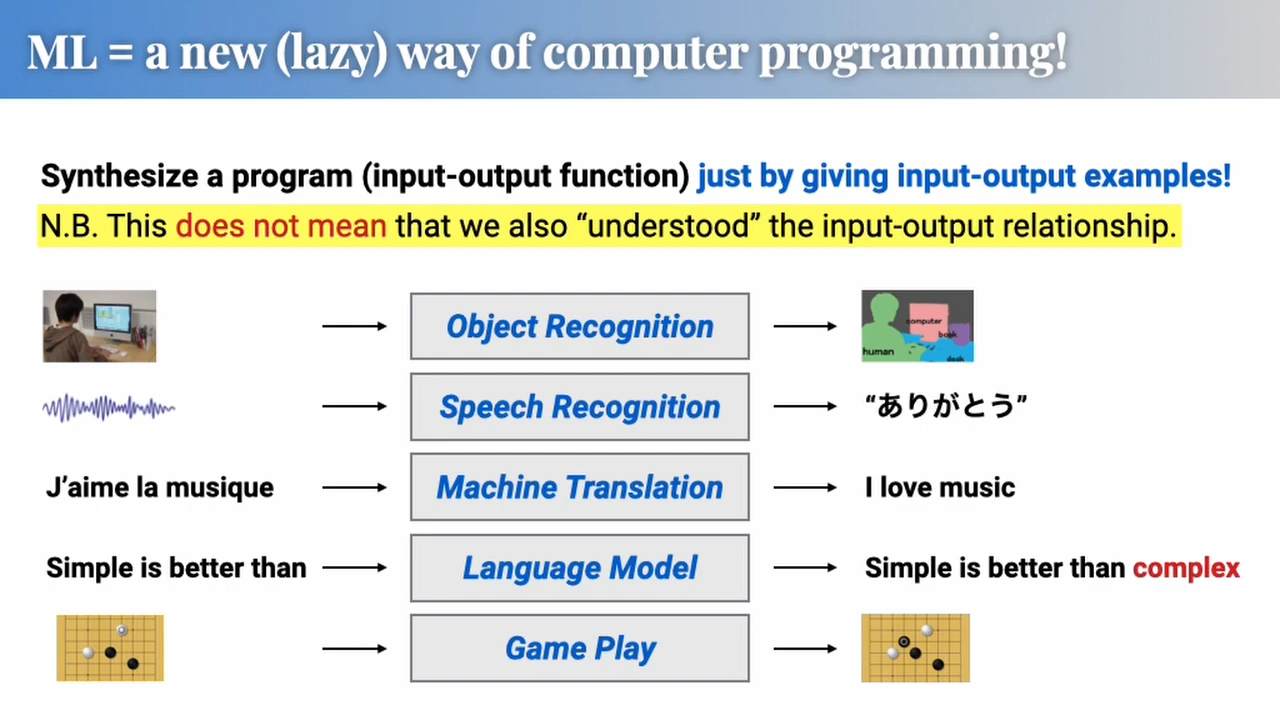 ML = a new (lazy) way of computer programming!
Synthesize a program (input-output function) just by giving input-output examples!
N.B. This does not mean that we also “understood” the input-output relationship.
Object Recognition
computer
book
human
desk
Speech Recognition
“ありがとう”
J’aime la musique
Machine Translation
I love music
Simple is better than
Language Model
Simple is better than complex
Game Play